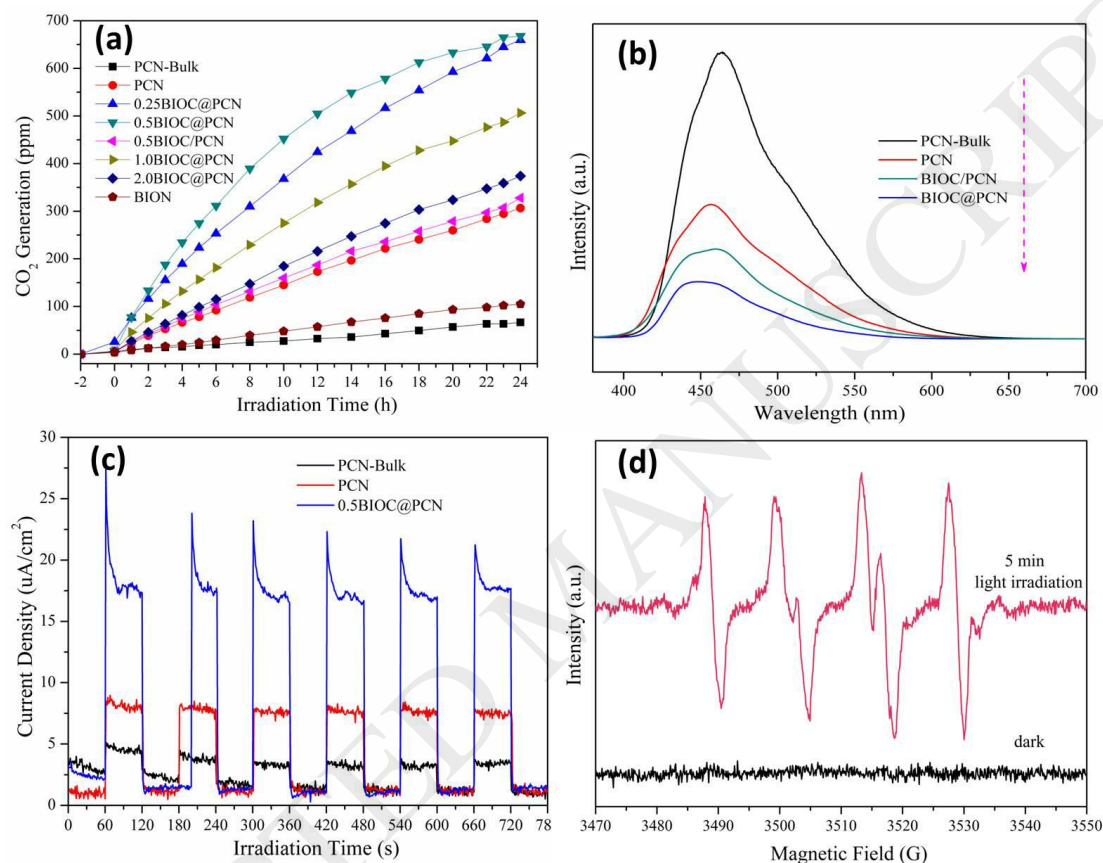 (a)
700
600
500
400
300
200
100
0
CO₂ Generation (ppm)
PCN-Bulk
PCN
0.25BIOC@PCN
0.5BIOC@PCN
0.5BIOC/PCN
1.0BIOC@PCN
2.0BIOC@PCN
BION
-2 0 2 4 6 8 10 12 14 16 18 20 22 24
Irradiation Time (h)
(b)
Intensity (a.u.)
PCN-Bulk
PCN
BIOC/PCN
BIOC@PCN
400 450 500 550 600 650 700
Wavelength (nm)
(c)
30
25
20
15
10
5
0
Current Density (uA/cm²)
PCN-Bulk
PCN
0.5BIOC@PCN
0 60 120 180 240 300 360 420 480 540 600 660 720 78
Irradiation Time (s)
(d)
Intensity (a.u.)
5 min
light irradiation
dark
3470 3480 3490 3500 3510 3520 3530 3540 3550
Magnetic Field (G)
TED MANUSCRIPT